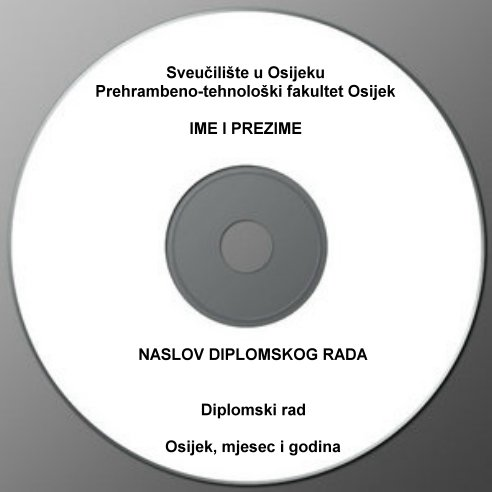 Sveučilište u Osijeku
Prehrambeno-tehnološki fakultet Osijek
IME I PREZIME
NASLOV DIPLOMSKOG RADA
Diplomski rad
Osijek, mjesec i godina